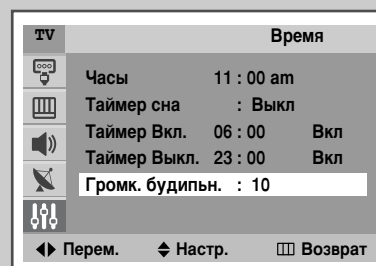 TV Время
Часы 11 : 00 am
Таймер сна : Выкл
Таймер Вкл. 06 : 00 Вкл
Таймер Выкл. 23 : 00 Вкл
Громк. будипьн. : 10
Перем. Настр. Возврат